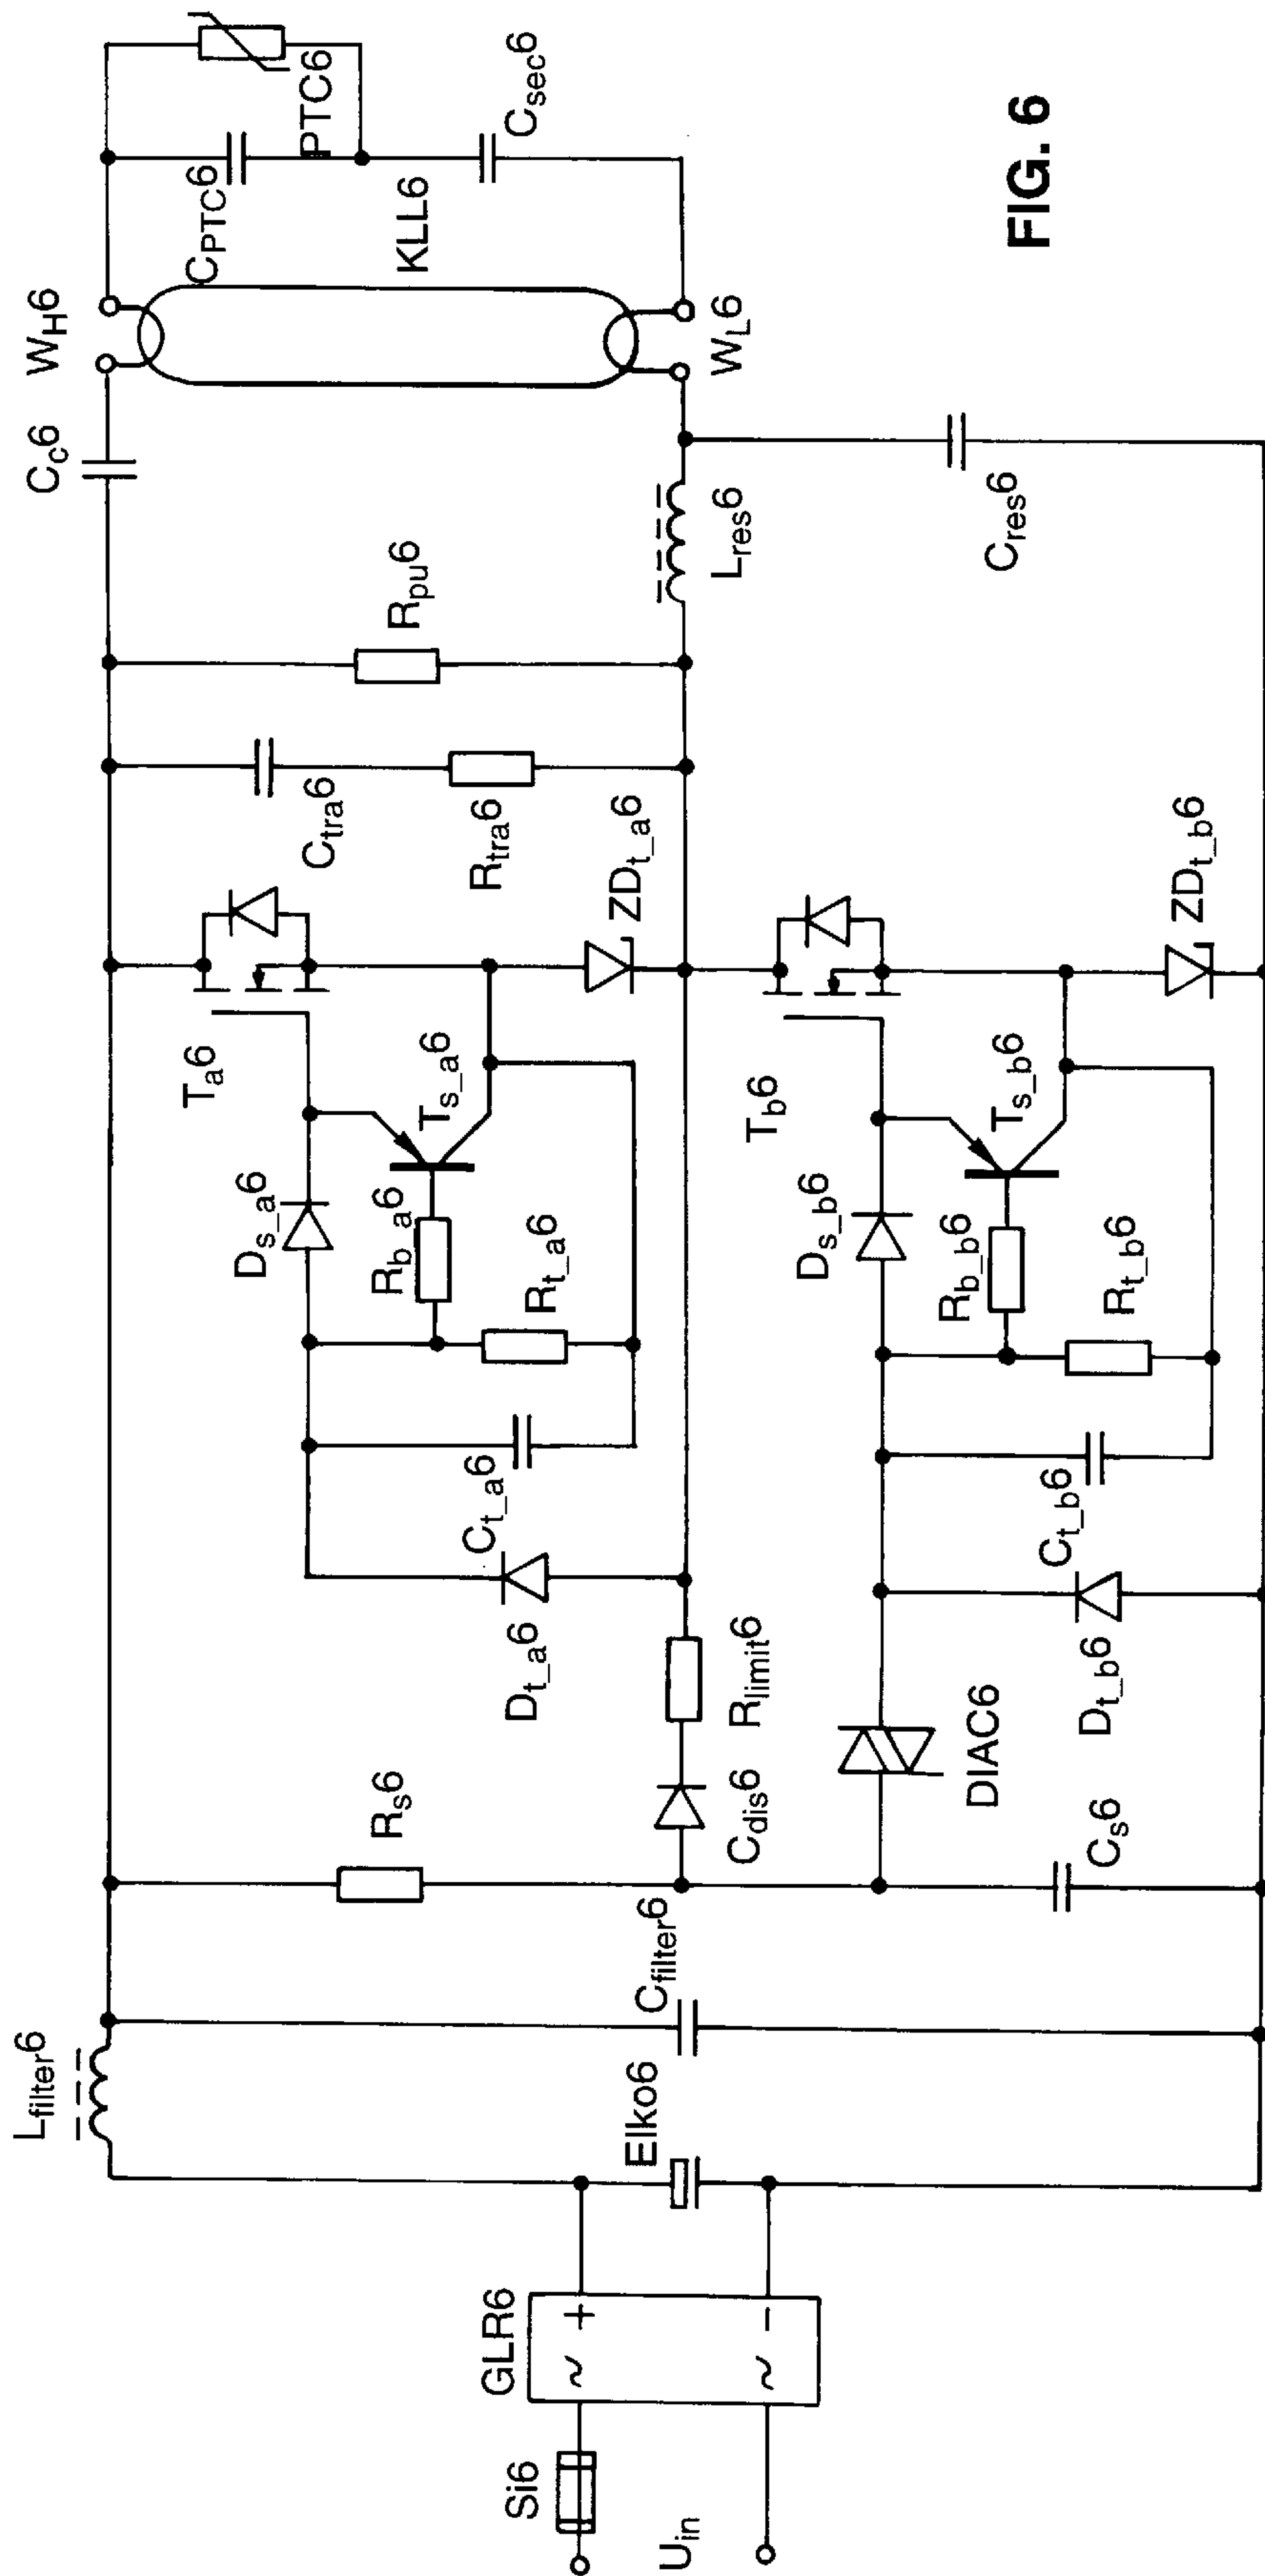 U_in
Si6
GLR6
~ +
~ −
Elko6
L_filter6
C_filter6
R_s6
C_dis6
R_limit6
C_s6
DIAC6
D_t_a6
C_t_a6
D_s_a6
R_b_a6
R_t_a6
T_a6
T_s_a6
ZD_t_a6
D_t_b6
C_t_b6
D_s_b6
R_b_b6
R_t_b6
T_b6
T_s_b6
ZD_t_b6
C_tra6
R_tra6
R_pu6
L_res6
C_res6
C_c6
W_H6
W_L6
KLL6
C_PTC6
PTC6
C_sec6
FIG. 6